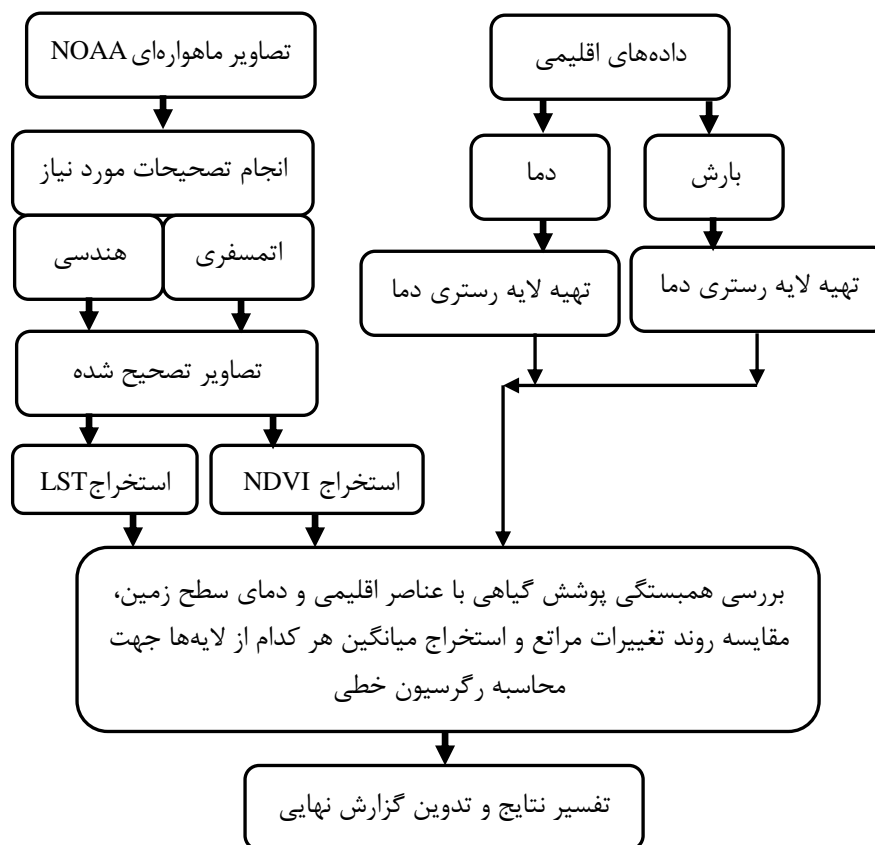 تصاویر ماهواره‌ای NOAA
داده‌های اقلیمی
انجام تصحیحات مورد نیاز
دما
بارش
هندسی
اتمسفری
تهیه لایه رستری دما
تهیه لایه رستری دما
تصاویر تصحیح شده
استخراج LST
استخراج NDVI
بررسی همبستگی پوشش گیاهی با عناصر اقلیمی و دمای سطح زمین،
مقایسه روند تغییرات مراتع و استخراج میانگین هر کدام از لایه‌ها جهت
محاسبه رگرسیون خطی
تفسیر نتایج و تدوین گزارش نهایی